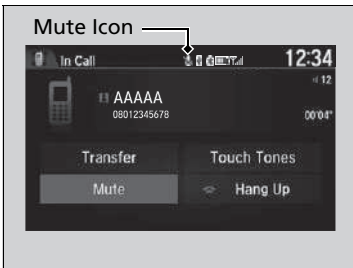 Mute Icon
In Call 12:34
12
AAAAA
08012345678 00'04"
Transfer Touch Tones
Mute Hang Up